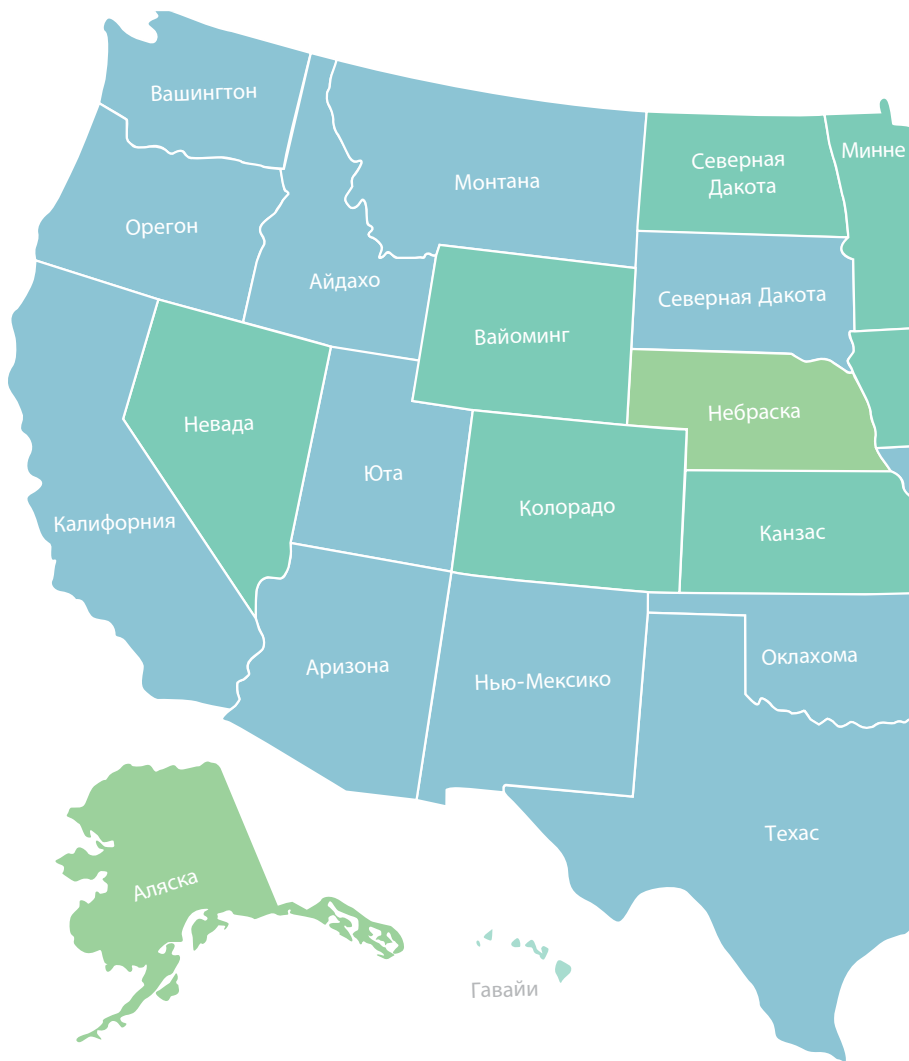 Вашингтон
Минне
Северная
Дакота
Монтана
Орегон
Айдахо
Северная Дакота
Вайоминг
Небраска
Невада
Юта
Колорадо
Калифорния
Канзас
Оклахома
Аризона
Нью-Мексико
Техас
Аляска
Гавайи